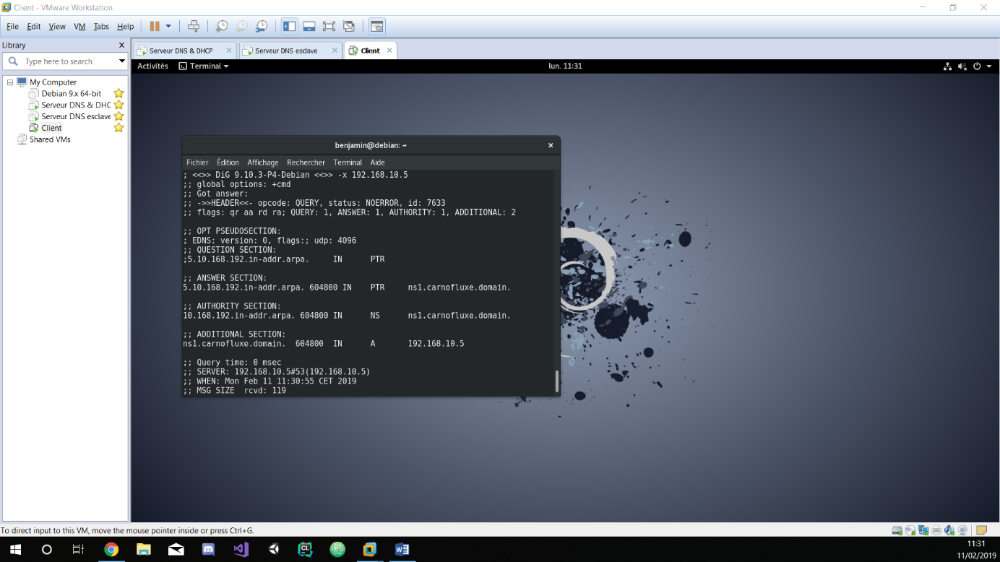 Client - VMware Workstation
File Edit View VM Tabs Help
Library
Type here to search
My Computer
Debian 9.x 64-bit
Serveur DNS & DHC
Serveur DNS esclave
Client
Shared VMs
Serveur DNS & DHCP
Serveur DNS esclave
Client
Activités Terminal lun. 11:31
benjamin@debian: ~
Fichier Édition Affichage Rechercher Terminal Aide
; <<>> DiG 9.10.3-P4-Debian <<>> -x 192.168.10.5
;; global options: +cmd
;; Got answer:
;; ->>HEADER<<- opcode: QUERY, status: NOERROR, id: 7633
;; flags: qr aa rd ra; QUERY: 1, ANSWER: 1, AUTHORITY: 1, ADDITIONAL: 2
;; OPT PSEUDOSECTION:
; EDNS: version: 0, flags:; udp: 4096
;; QUESTION SECTION:
;5.10.168.192.in-addr.arpa. IN PTR
;; ANSWER SECTION:
5.10.168.192.in-addr.arpa. 604800 IN PTR ns1.carnofluxe.domain.
;; AUTHORITY SECTION:
10.168.192.in-addr.arpa. 604800 IN NS ns1.carnofluxe.domain.
;; ADDITIONAL SECTION:
ns1.carnofluxe.domain. 604800 IN A 192.168.10.5
;; Query time: 0 msec
;; SERVER: 192.168.10.5#53(192.168.10.5)
;; WHEN: Mon Feb 11 11:30:55 CET 2019
;; MSG SIZE rcvd: 119
To direct input to this VM, move the mouse pointer inside or press Ctrl+G.
CL
11:31
11/02/2019